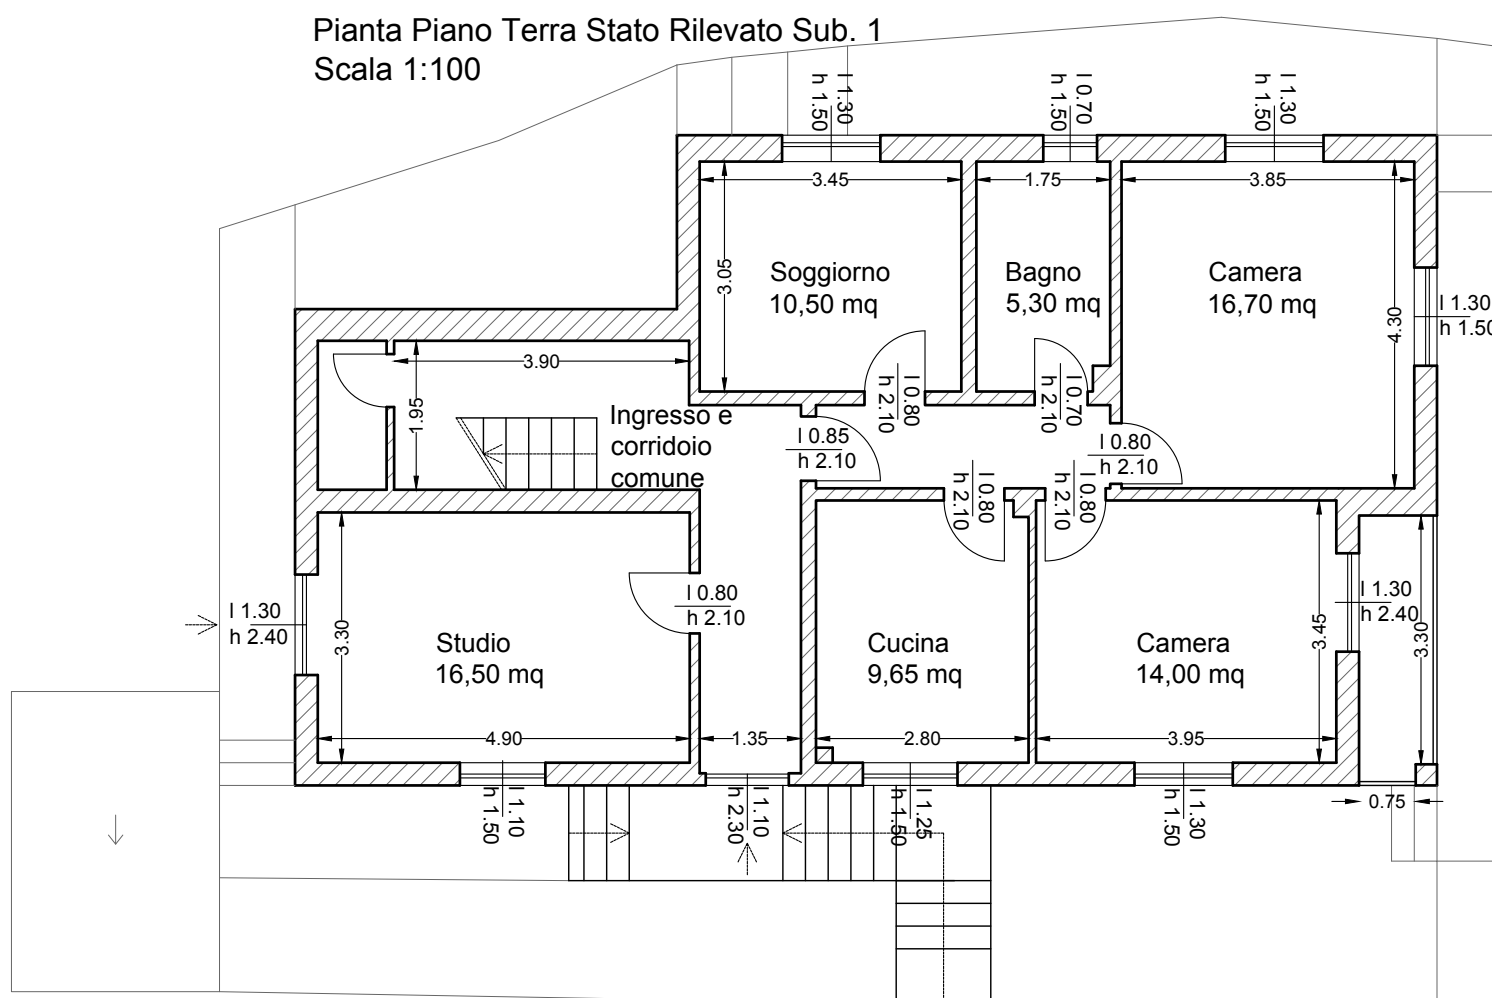 Pianta Piano Terra Stato Rilevato Sub. 1
Scala 1:100
l 1.30
h 1.50
l 0.70
h 1.50
l 1.30
h 1.50
3.45
1.75
3.85
3.05
Soggiorno
10,50 mq
Bagno
5,30 mq
Camera
16,70 mq
4.30
l 1.30
h 1.50
3.90
1.95
l 0.80
h 2.10
l 0.70
h 2.10
Ingresso e
corridoio
comune
l 0.85
h 2.10
l 0.80
h 2.10
l 0.80
h 2.10
l 0.80
h 2.10
l 1.30
h 2.40
3.30
Studio
16,50 mq
l 0.80
h 2.10
Cucina
9,65 mq
Camera
14,00 mq
3.45
l 1.30
h 2.40
3.30
4.90
1.35
2.80
3.95
l 1.10
h 1.50
l 1.10
h 2.30
l 1.25
h 1.50
l 1.30
h 1.50
0.75